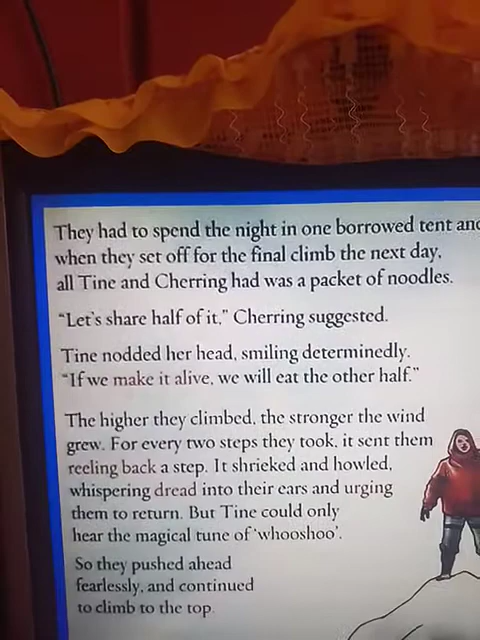 They had to spend the night in one borrowed tent and
when they set off for the final climb the next day,
all Tine and Cherring had was a packet of noodles.
“Let's share half of it,” Cherring suggested.
Tine nodded her head, smiling determinedly.
“If we make it alive, we will eat the other half.”
The higher they climbed, the stronger the wind
grew. For every two steps they took, it sent them
reeling back a step. It shrieked and howled,
whispering dread into their ears and urging
them to return. But Tine could only
hear the magical tune of ‘whooshoo’.
So they pushed ahead
fearlessly, and continued
to climb to the top.